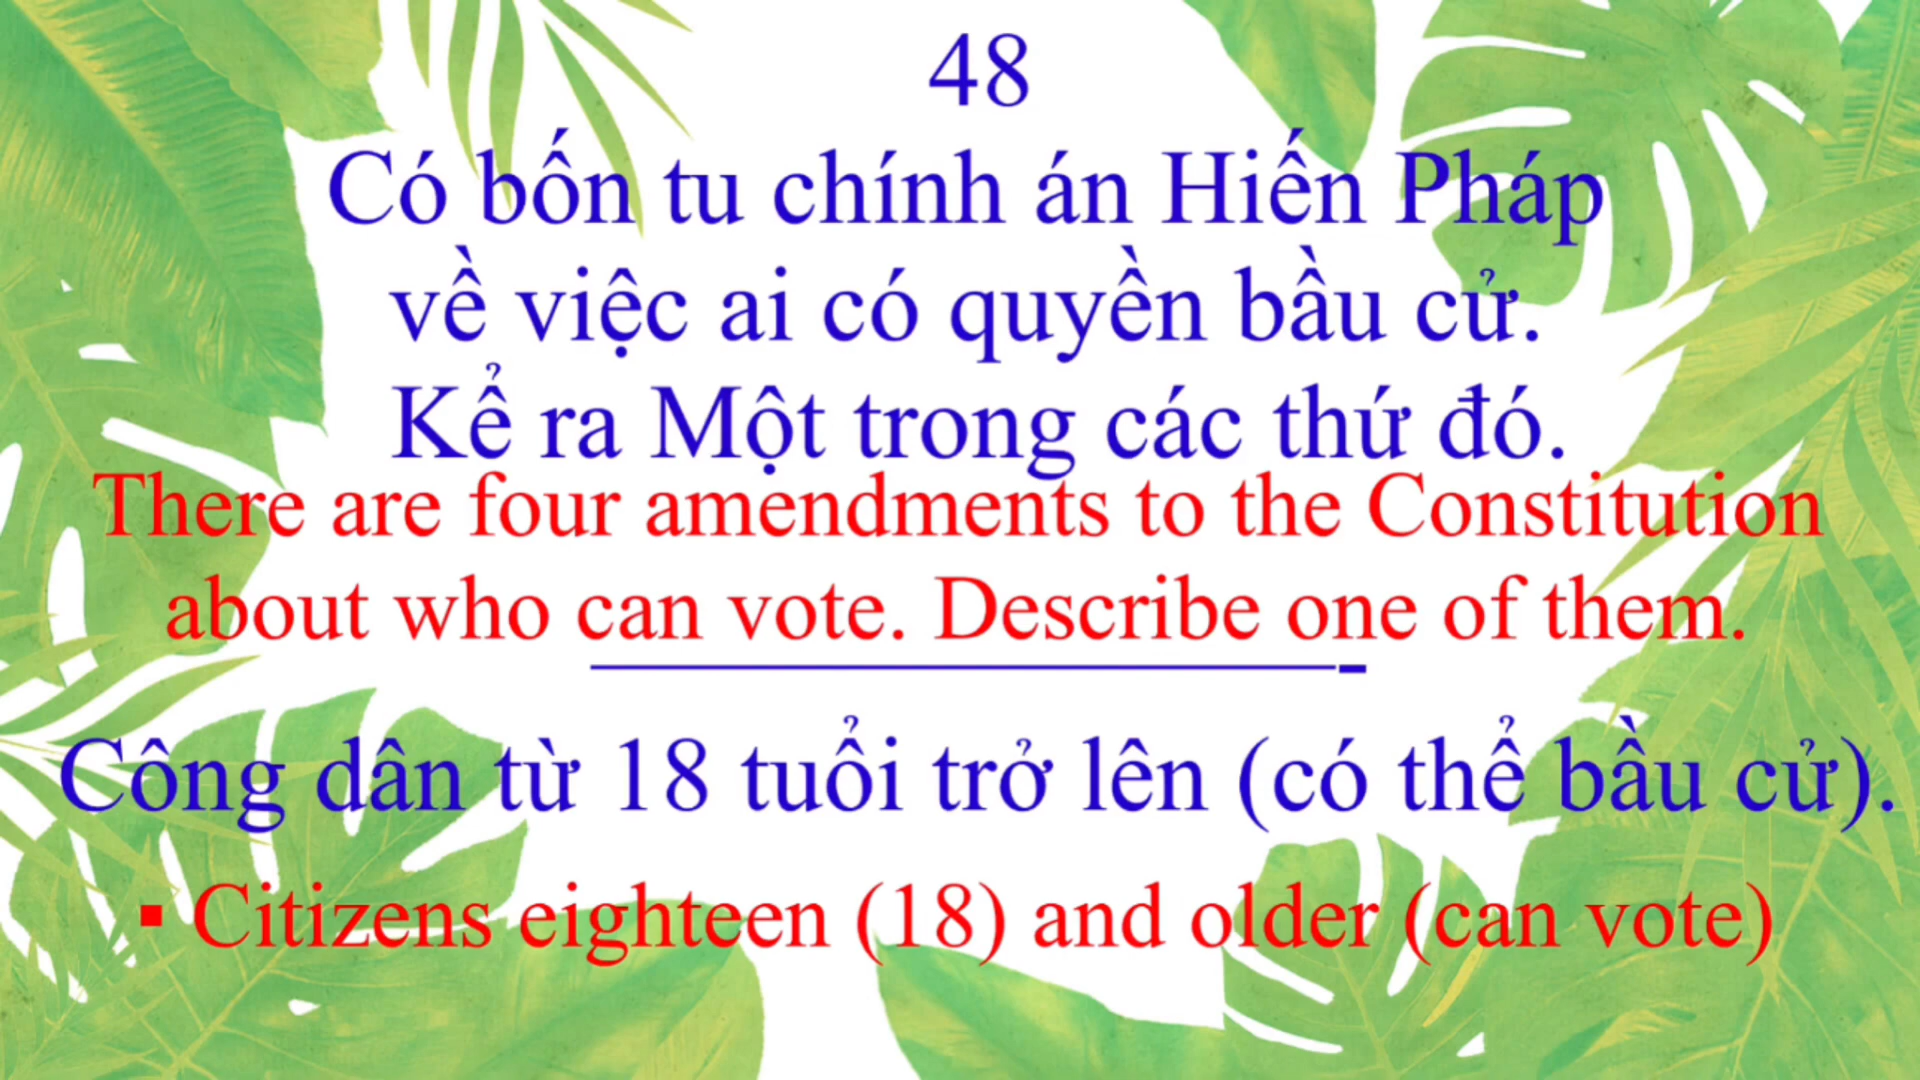 48
Có bốn tu chính án Hiến Pháp
về việc ai có quyền bầu cử.
Kể ra Một trong các thứ đó.
There are four amendments to the Constitution
about who can vote. Describe one of them.
Công dân từ 18 tuổi trở lên (có thể bầu cử).
▪ Citizens eighteen (18) and older (can vote)